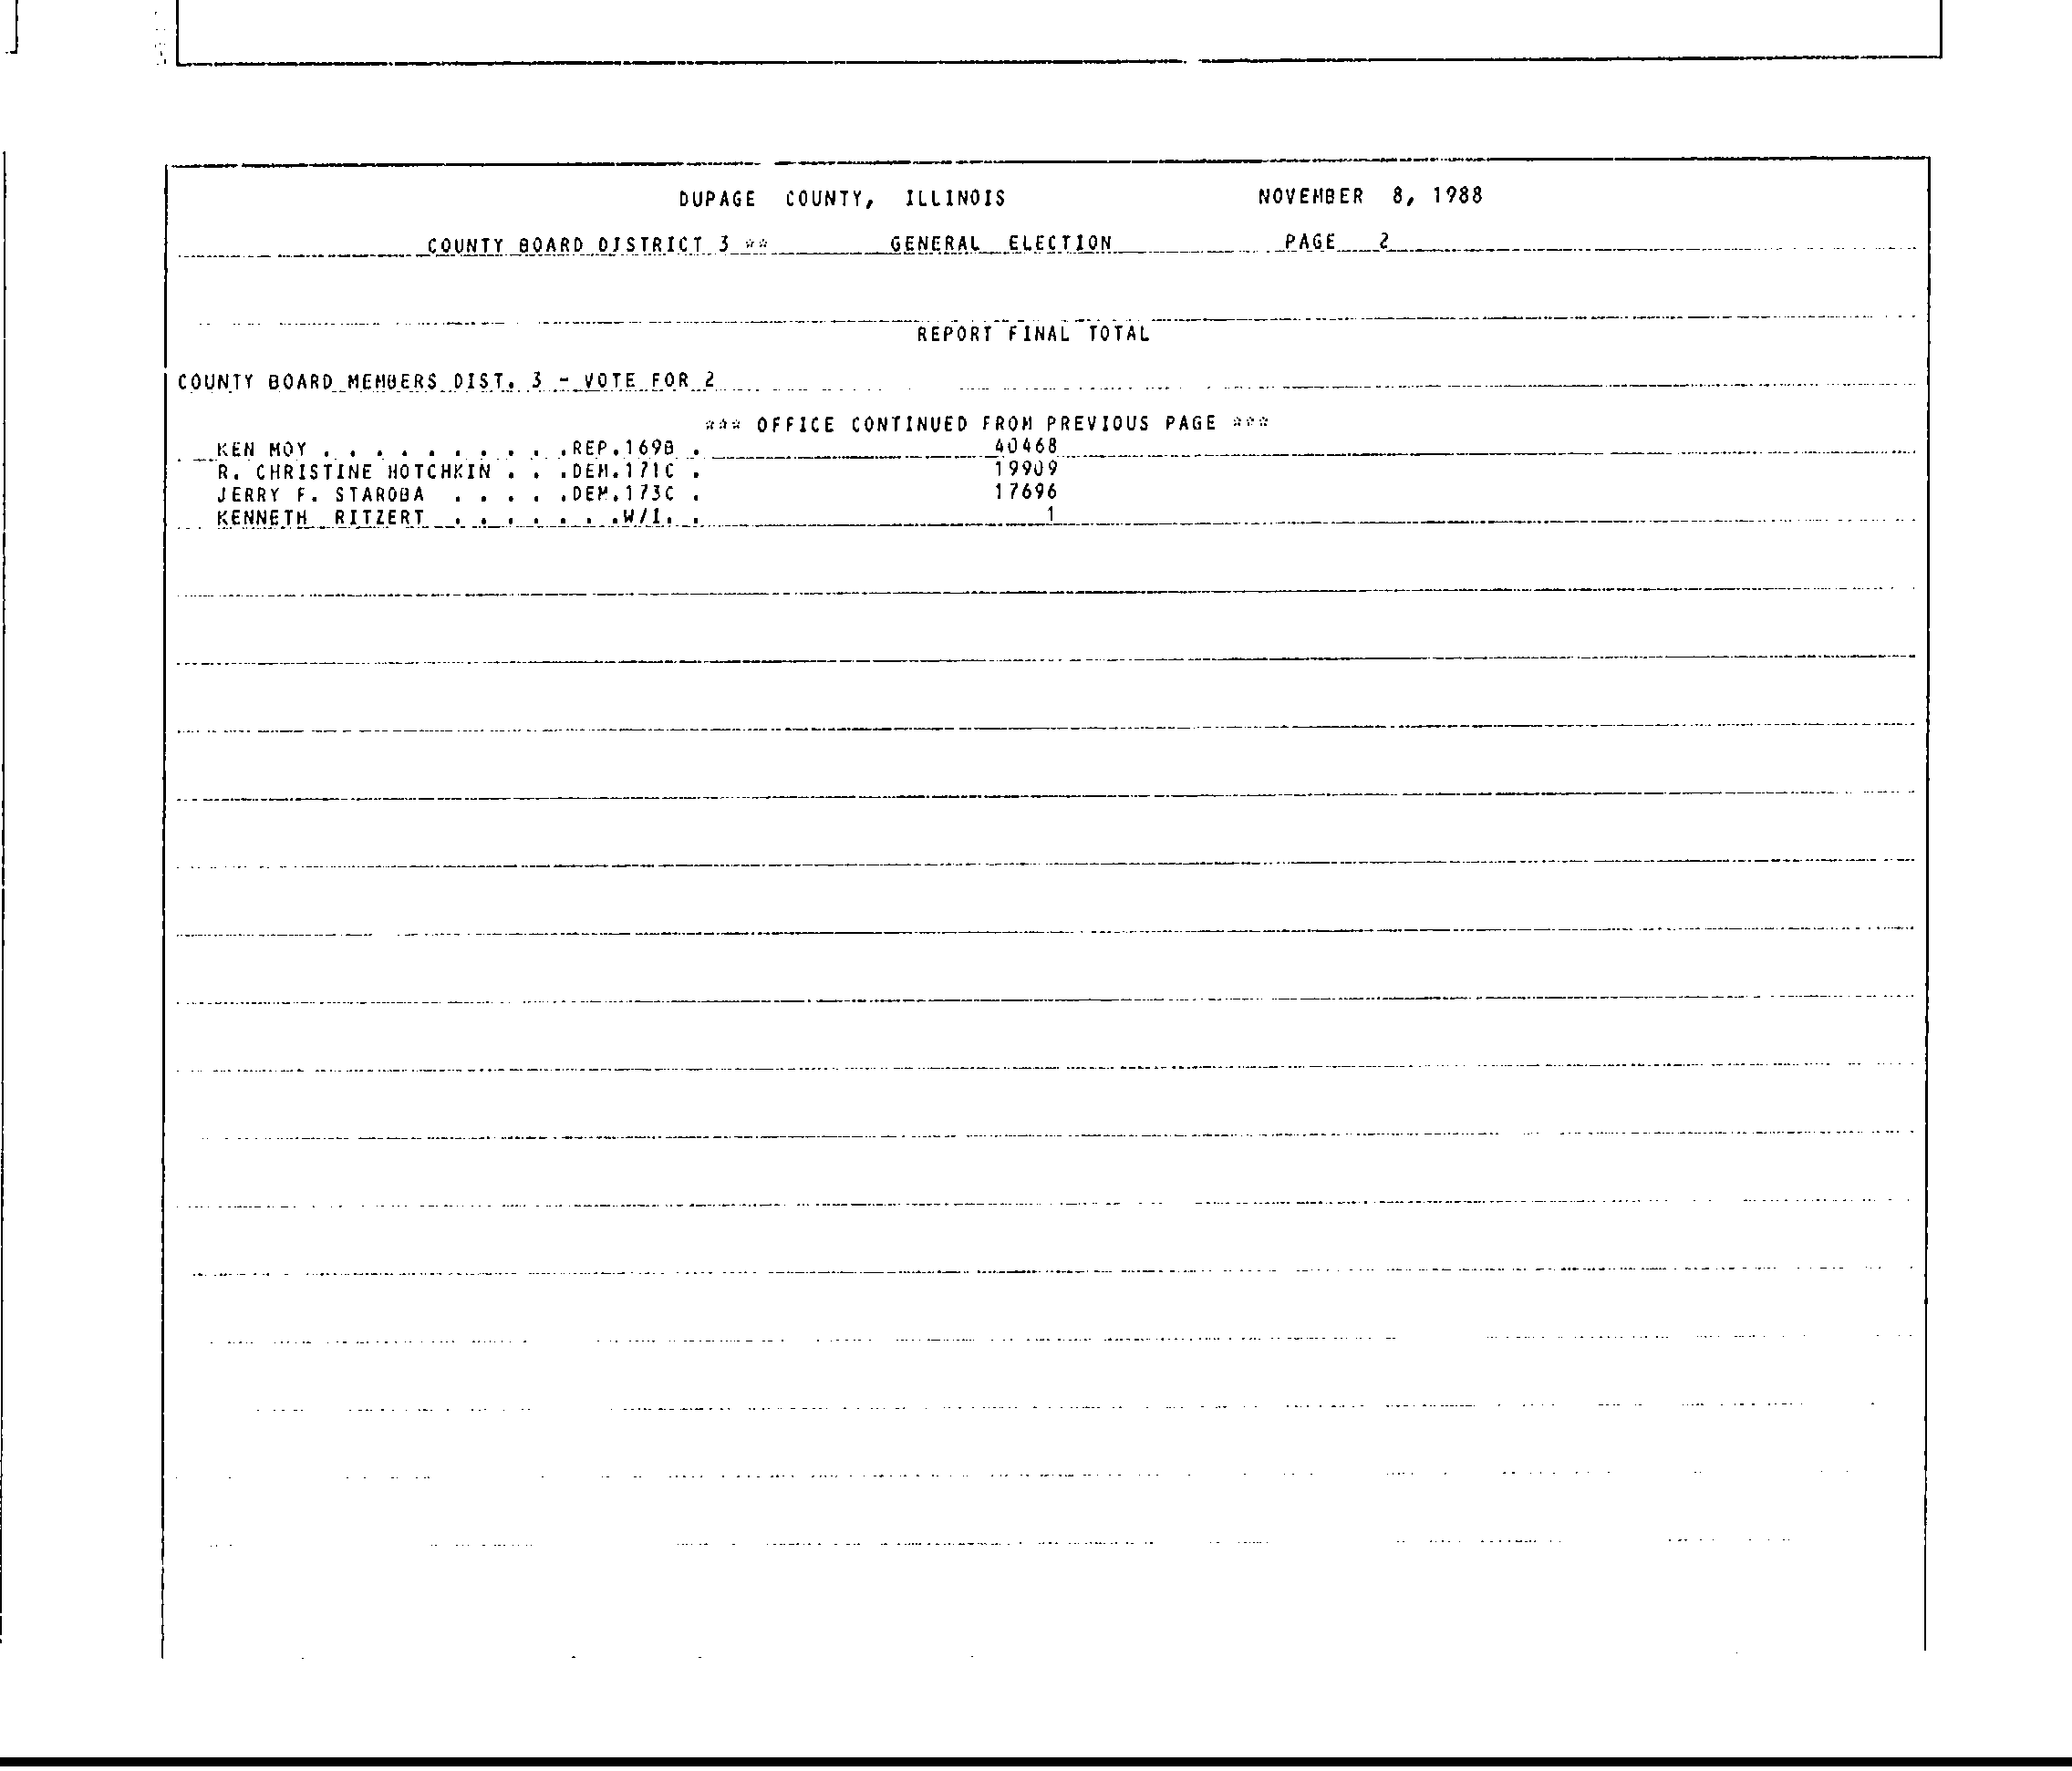 DUPAGE COUNTY, ILLINOIS NOVEMBER 8, 1988
COUNTY BOARD DISTRICT 3 ** GENERAL ELECTION PAGE 2
REPORT FINAL TOTAL
COUNTY BOARD MEMBERS DIST. 3 - VOTE FOR 2
*** OFFICE CONTINUED FROM PREVIOUS PAGE ***
KEN MOY . . . . . . . . . .REP.169B . 40468
R. CHRISTINE HOTCHKIN . . .DEM.171C . 19909
JERRY F. STAROBA . . . . .DEM.173C . 17696
KENNETH RITZERT . . . . . . .W/I. . 1